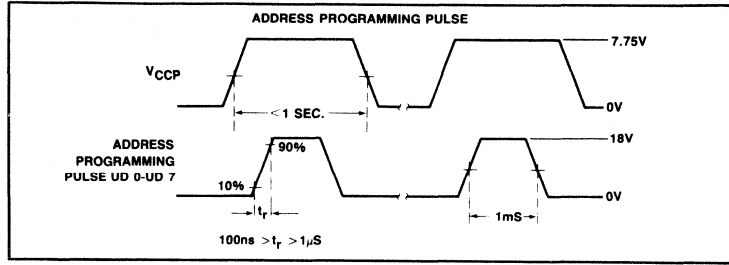 ADDRESS PROGRAMMING PULSE
7.75V
VCCP
< 1 SEC.
0V
ADDRESS
PROGRAMMING
PULSE UD 0-UD 7
18V
90%
10%
0V
tr
1mS
100ns > tr > 1μS